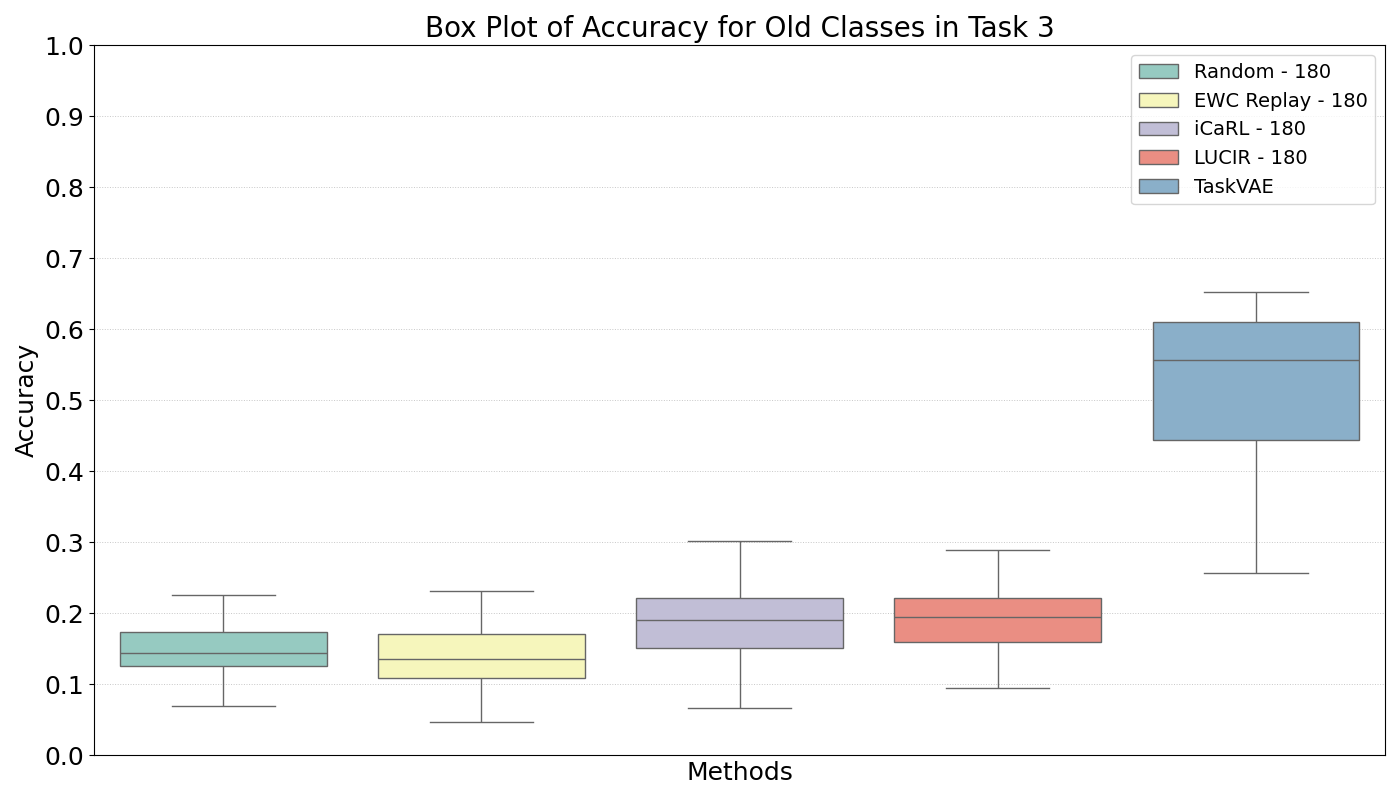 Box Plot of Accuracy for Old Classes in Task 3
1.0
0.9
0.8
0.7
0.6
0.5
0.4
0.3
0.2
0.1
0.0
Accuracy
Methods
Random - 180
EWC Replay - 180
iCaRL - 180
LUCIR - 180
TaskVAE